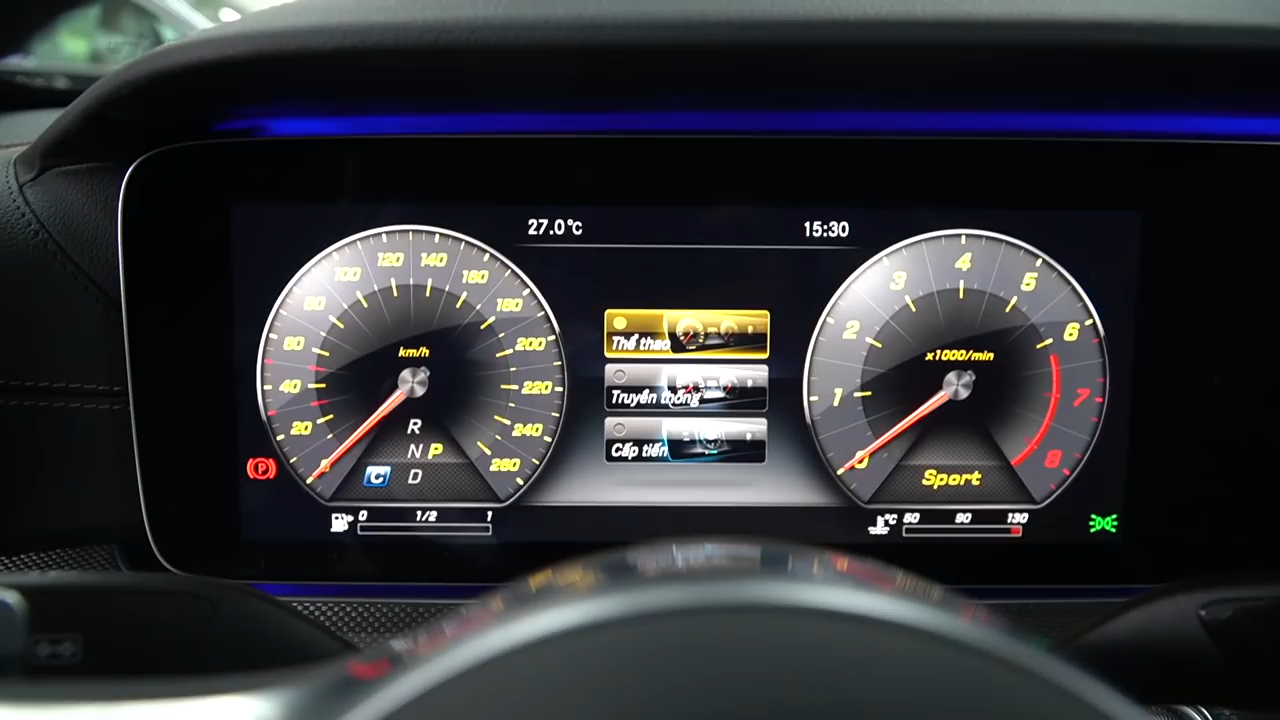 27.0°C
15:30
20
40
60
80
100
120
140
160
180
200
220
240
260
km/h
R
N P
C D
Thể thao
Truyền thống
Cấp tiến
0
1
2
3
4
5
6
7
8
x1000/min
Sport
P
0 1/2 1
°C 50 90 130